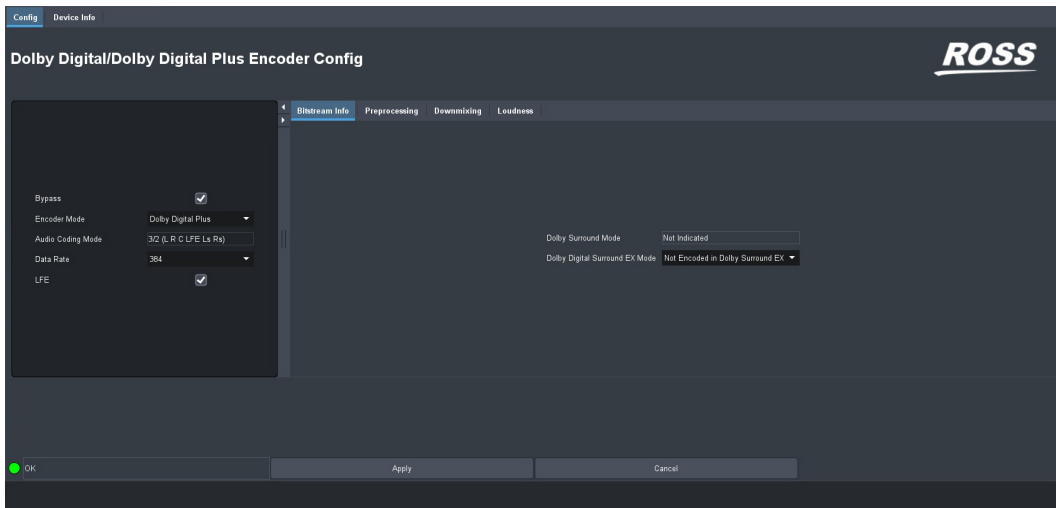 Config Device Info
Dolby Digital/Dolby Digital Plus Encoder Config
ROSS
Bitstream Info Preprocessing Downmixing Loudness
Bypass
Encoder Mode Dolby Digital Plus
Audio Coding Mode 3/2 (L R C LFE Ls Rs)
Data Rate 384
LFE
Dolby Surround Mode Not Indicated
Dolby Digital Surround EX Mode Not Encoded in Dolby Surround EX
OK Apply Cancel